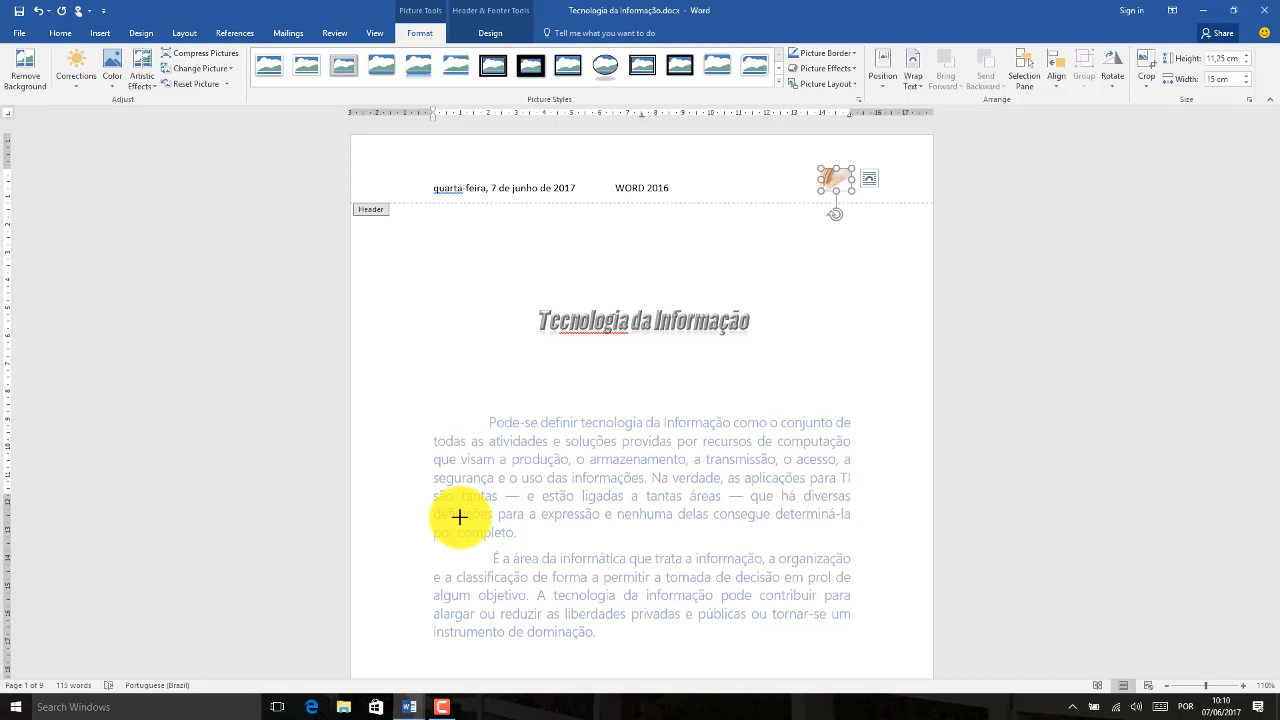 Picture Tools Header & Footer Tools Tecnologia da Informação.docx - Word Sign in
File Home Insert Design Layout References Mailings Review View Format Design Tell me what you want to do Share
Remove Background Corrections Color Artistic Effects Compress Pictures Change Picture Reset Picture Picture Border Picture Effects Picture Layout Position Wrap Text Bring Forward Send Backward Selection Pane Align Group Rotate Crop Height: 11,25 cm Width: 15 cm
Adjust Picture Styles Arrange Size
quarta-feira, 7 de junho de 2017 WORD 2016
Header
Tecnologia da Informação
Pode-se definir tecnologia da Informação como o conjunto de
todas as atividades e soluções providas por recursos de computação
que visam a produção, o armazenamento, a transmissão, o acesso, a
segurança e o uso das informações. Na verdade, as aplicações para TI
são tantas — e estão ligadas a tantas áreas — que há diversas
definições para a expressão e nenhuma delas consegue determiná-la
por completo.
É a área da informática que trata a informação, a organização
e a classificação de forma a permitir a tomada de decisão em prol de
algum objetivo. A tecnologia da informação pode contribuir para
alargar ou reduzir as liberdades privadas e públicas ou tornar-se um
instrumento de dominação.
Page 1 of 9 115 words Portuguese (Brazil) 110%
Search Windows POR 10:10
07/06/2017